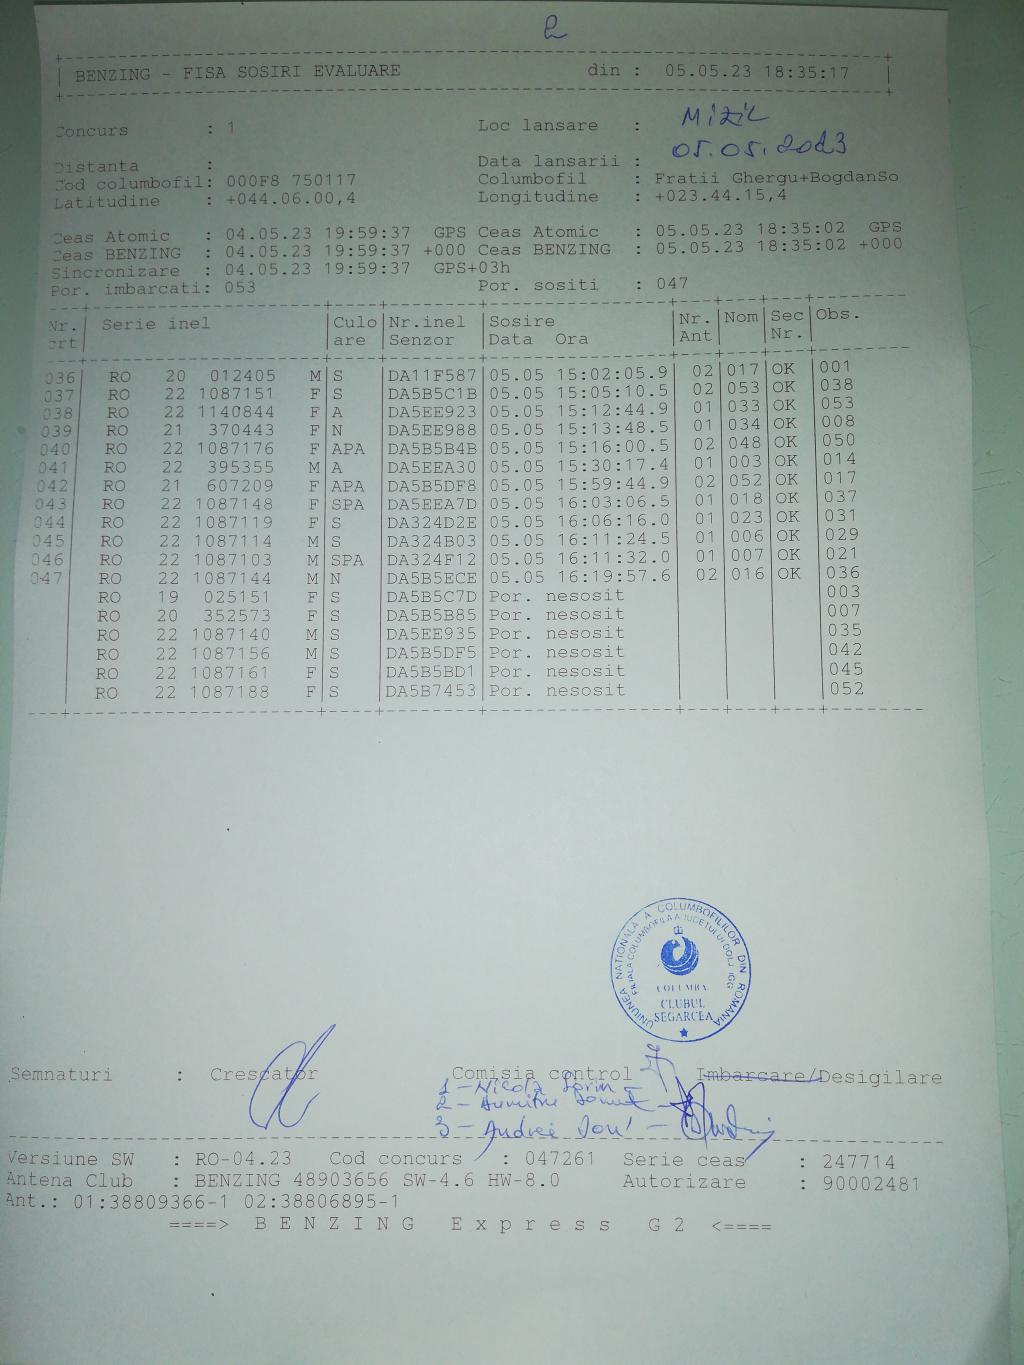 2
BENZING - FISA SOSIRI EVALUARE din : 05.05.23 18:35:17
Concurs : 1 Loc lansare : Mizil
05.05.2023
Distanta : Data lansarii :
Cod columbofil: 000F8 750117 Columbofil : Fratii Ghergu+BogdanSo
Latitudine : +044.06.00,4 Longitudine : +023.44.15,4
Ceas Atomic : 04.05.23 19:59:37 GPS Ceas Atomic : 05.05.23 18:35:02 GPS
Ceas BENZING : 04.05.23 19:59:37 +000 Ceas BENZING : 05.05.23 18:35:02 +000
Sincronizare : 04.05.23 19:59:37 GPS+03h
Por. imbarcati: 053 Por. sositi : 047
Nr. Serie inel Culo Nr.inel Sosire Nr. Nom Sec Obs.
crt are Senzor Data Ora Ant Nr.
036 RO 20 012405 M S DA11F587 05.05 15:02:05.9 02 017 OK 001
037 RO 22 1087151 F S DA5B5C1B 05.05 15:05:10.5 02 053 OK 038
038 RO 22 1140844 F A DA5EE923 05.05 15:12:44.9 01 033 OK 053
039 RO 21 370443 F N DA5EE988 05.05 15:13:48.5 01 034 OK 008
040 RO 22 1087176 F APA DA5B5B4B 05.05 15:16:00.5 02 048 OK 050
041 RO 22 395355 M A DA5EEA30 05.05 15:30:17.4 01 003 OK 014
042 RO 21 607209 F APA DA5B5DF8 05.05 15:59:44.9 02 052 OK 017
043 RO 22 1087148 F SPA DA5EEA7D 05.05 16:03:06.5 01 018 OK 037
044 RO 22 1087119 F S DA324D2E 05.05 16:06:16.0 01 023 OK 031
045 RO 22 1087114 M S DA324B03 05.05 16:11:24.5 01 006 OK 029
046 RO 22 1087103 M SPA DA324F12 05.05 16:11:32.0 01 007 OK 021
047 RO 22 1087144 M N DA5B5ECE 05.05 16:19:57.6 02 016 OK 036
RO 19 025151 F S DA5B5C7D Por. nesosit 003
RO 20 352573 F S DA5B5B85 Por. nesosit 007
RO 22 1087140 M S DA5EE935 Por. nesosit 035
RO 22 1087156 M S DA5B5DF5 Por. nesosit 042
RO 22 1087161 F S DA5B5BD1 Por. nesosit 045
RO 22 1087188 F S DA5B7453 Por. nesosit 052
UNIUNEA NATIONALĂ A COLUMBOFILILOR DIN ROMANIA
FILIALA COLUMBOFILA A JUDETULUI DOLJ
COLUMBA
CLUBUL
SEGARCEA
Semnaturi : Crescator Comisia control Imbarcare/Desigilare
1 - Nicola Sorin
2 - Dumitru
3 - Andrei
Versiune SW : RO-04.23 Cod concurs : 047261 Serie ceas : 247714
Antena Club : BENZING 48903656 SW-4.6 HW-8.0 Autorizare : 90002481
Ant.: 01:38809366-1 02:38806895-1
====> BENZING Express G2 <====